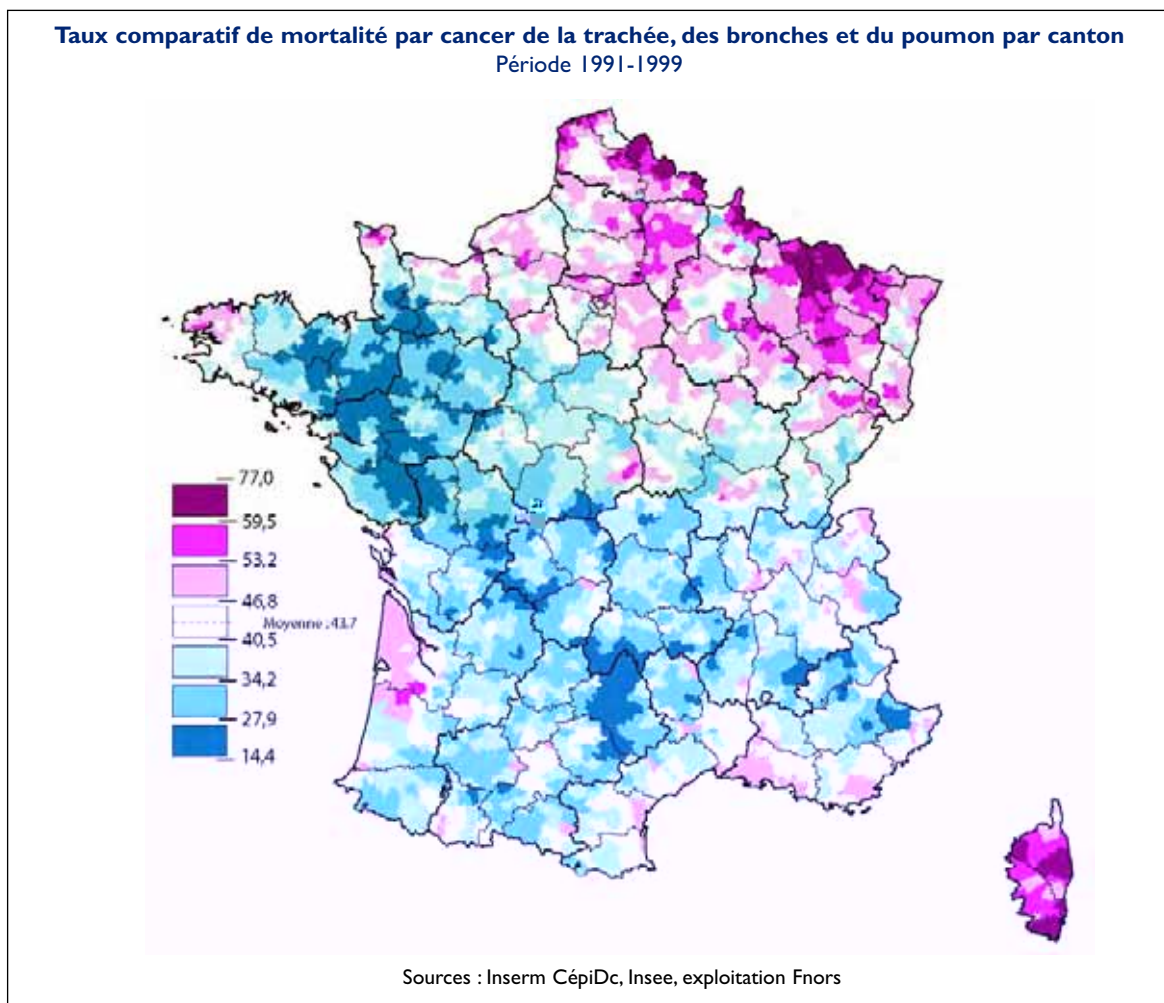 Taux comparatif de mortalité par cancer de la trachée, des bronches et du poumon par canton
Période 1991-1999
77,0
59,5
53,2
46,8
Moyenne : 43.7
40,5
34,2
27,9
14,4
Sources : Inserm CépiDc, Insee, exploitation Fnors